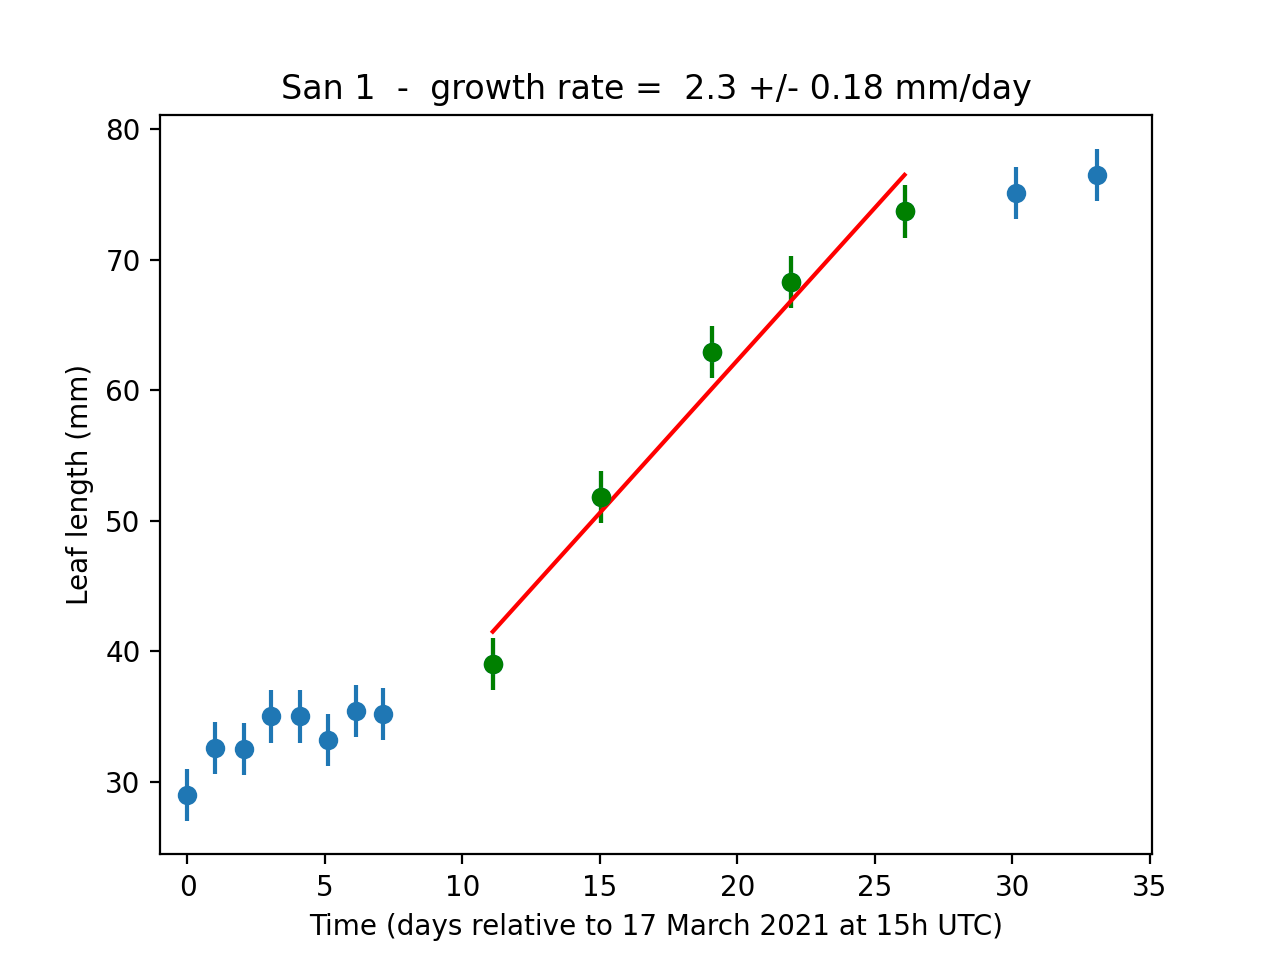 San 1 - growth rate = 2.3 +/- 0.18 mm/day
80
70
60
50
40
30
Leaf length (mm)
0 5 10 15 20 25 30 35
Time (days relative to 17 March 2021 at 15h UTC)